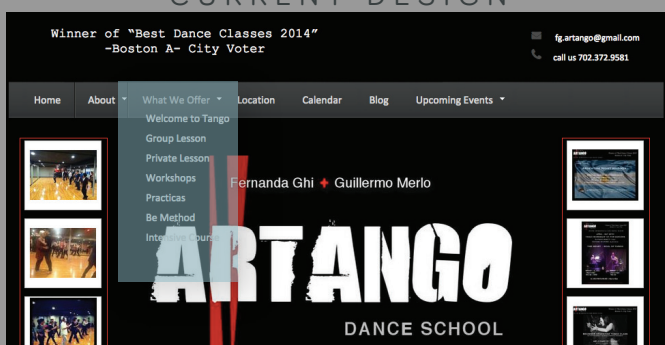 CURRENT DESIGN
Winner of "Best Dance Classes 2014"
-Boston A- City Voter
fg.artango@gmail.com
call us 702.372.9581
Home About What We Offer Location Calendar Blog Upcoming Events
Welcome to Tango
Group Lesson
Private Lesson
Workshops
Practicas
Be Method
Intensive Course
Fernanda Ghi Guillermo Merlo
ARTANGO
DANCE SCHOOL